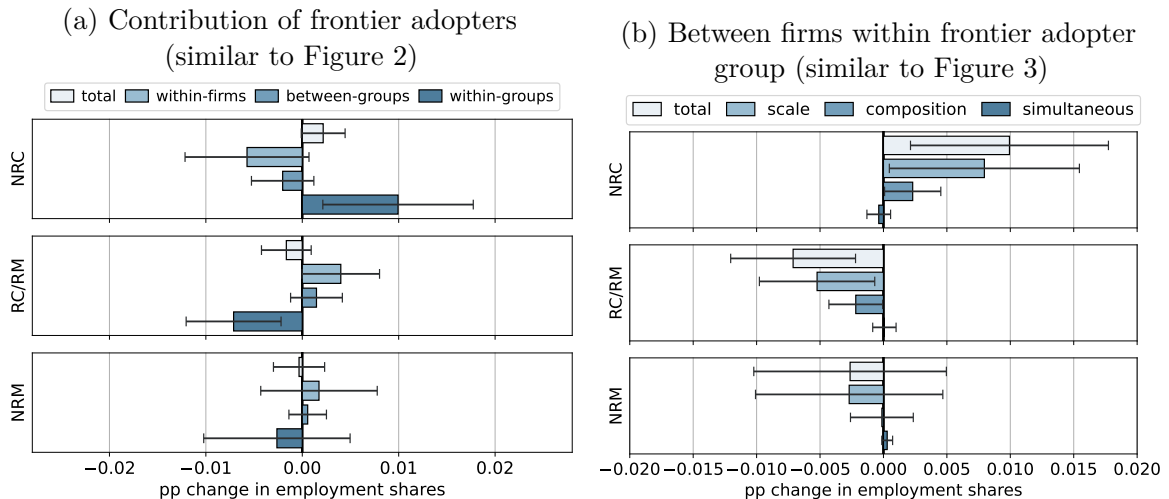 (a) Contribution of frontier adopters
(similar to Figure 2)
total within-firms between-groups within-groups
NRC
RC/RM
NRM
−0.02 −0.01 0.00 0.01 0.02
pp change in employment shares
(b) Between firms within frontier adopter
group (similar to Figure 3)
total scale composition simultaneous
NRC
RC/RM
NRM
−0.020 −0.015 −0.010 −0.005 0.000 0.005 0.010 0.015 0.020
pp change in employment shares